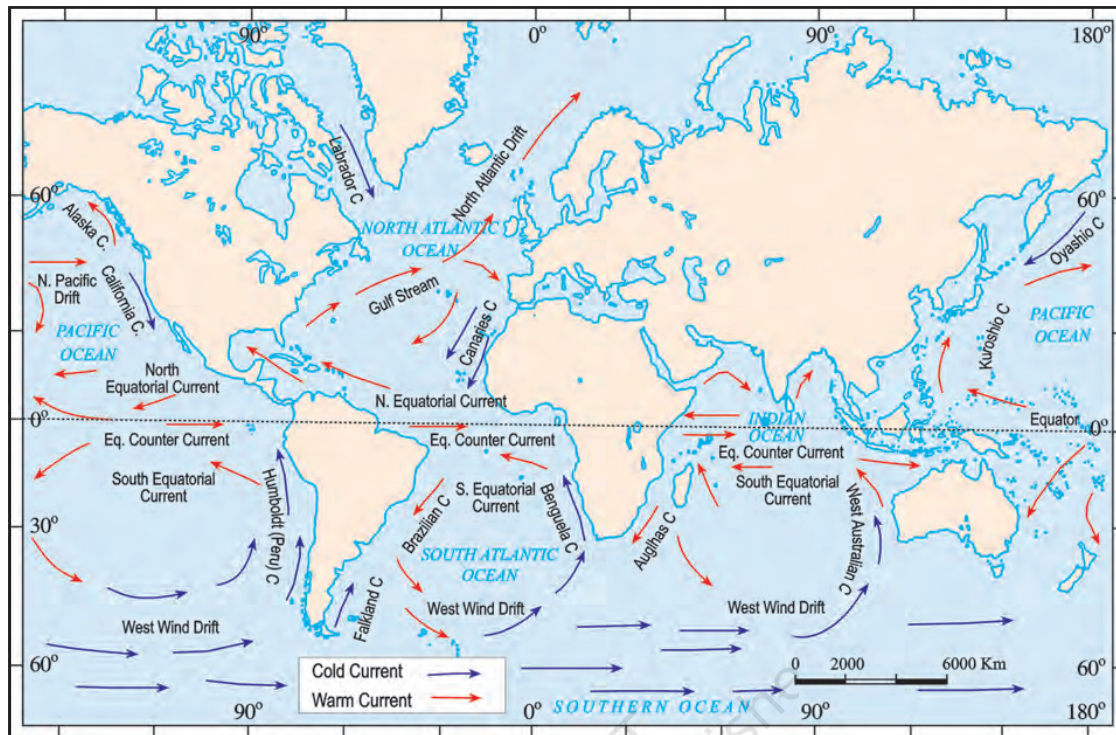 90°
0°
90°
180°
Labrador C
North Atlantic Drift
60°
60°
Alaska C.
NORTH ATLANTIC
OCEAN
Oyashio C
N. Pacific
Drift
California C.
Gulf Stream
PACIFIC
OCEAN
Canaries C
Kuroshio C
PACIFIC
OCEAN
North
Equatorial Current
N. Equatorial Current
INDIAN
OCEAN
Equator
0°
0°
Eq. Counter Current
Eq. Counter Current
Eq. Counter Current
South Equatorial
Current
Humboldt (Peru) C
S. Equatorial
Current
Benguela C
South Equatorial
Current
West Australian C
30°
Brazilian C
Auglhas C
SOUTH ATLANTIC
OCEAN
West Wind Drift
Falkland C
West Wind Drift
West Wind Drift
60°
60°
Cold Current
Warm Current
0 2000 6000 Km
SOUTHERN OCEAN
90°
0°
90°
180°